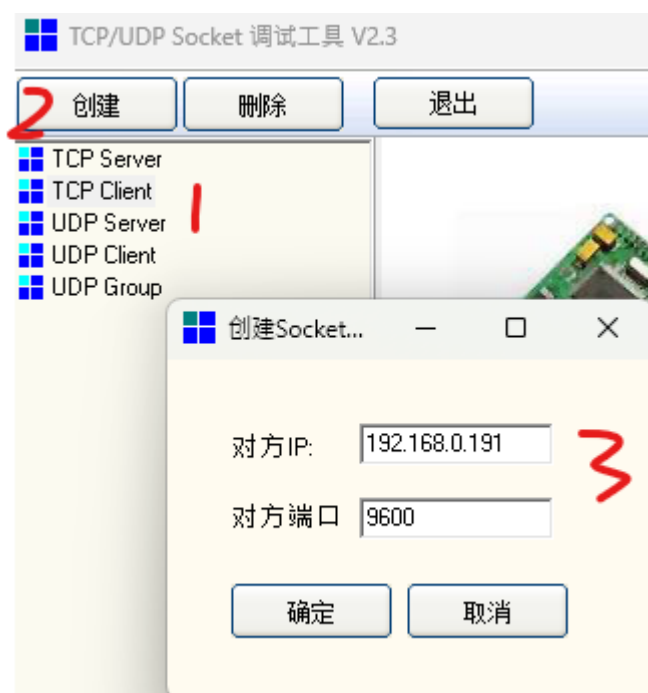 TCP/UDP Socket 调试工具 V2.3
2 创建 删除 退出
TCP Server
TCP Client
1
UDP Server
UDP Client
UDP Group
创建Socket...
对方IP: 192.168.0.191
3
对方端口 9600
确定 取消